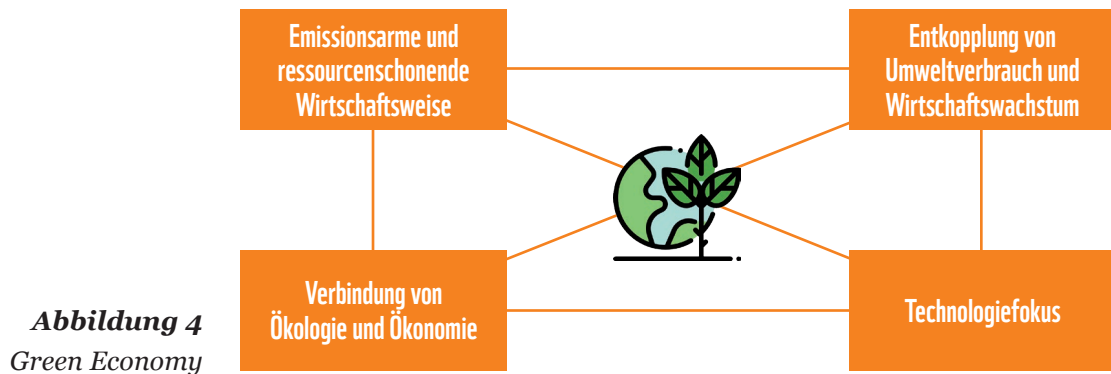 Emissionsarme und
ressourcenschonende
Wirtschaftsweise
Entkopplung von
Umweltverbrauch und
Wirtschaftswachstum
Verbindung von
Ökologie und Ökonomie
Technologiefokus
Abbildung 4
Green Economy